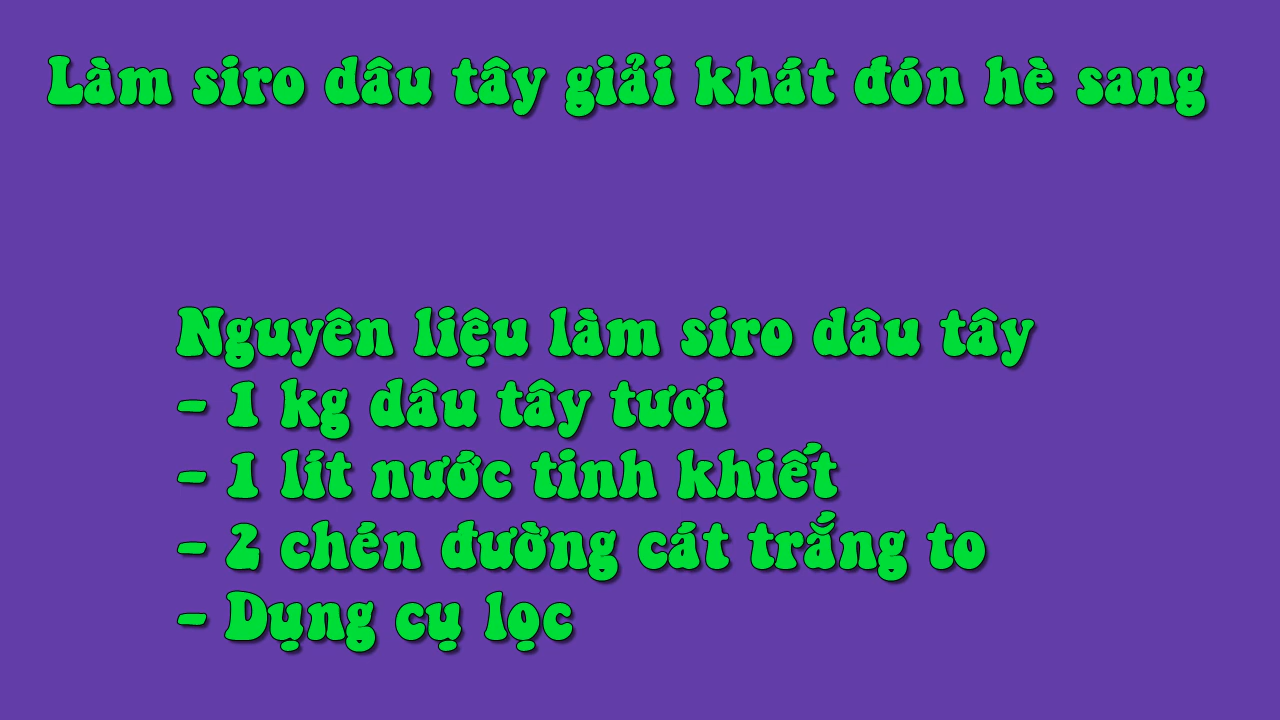 Làm siro dâu tây giải khát đón hè sang
Nguyên liệu làm siro dâu tây
- 1 kg dâu tây tươi
- 1 lít nước tinh khiết
- 2 chén đường cát trắng to
- Dụng cụ lọc